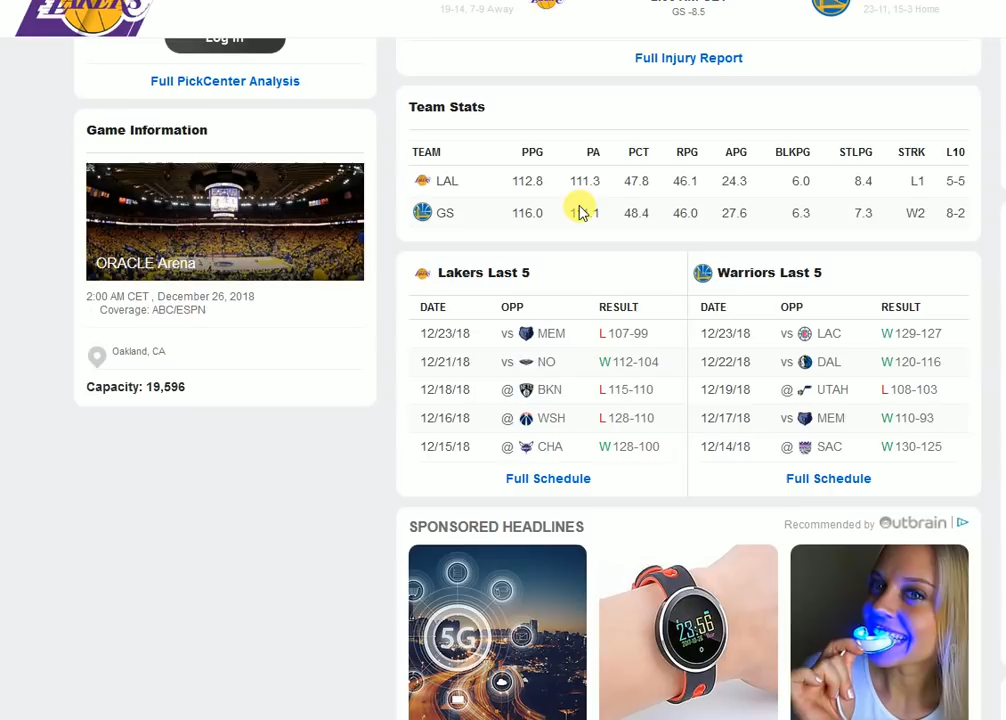 LAKERS
19-14, 7-9 Away
GS -8.5
23-11, 15-3 Home
Log In
Full PickCenter Analysis
Full Injury Report
Game Information
ORACLE Arena
2:00 AM CET , December 26, 2018
Coverage: ABC/ESPN
Oakland, CA
Capacity: 19,596
Team Stats
TEAM PPG PA PCT RPG APG BLKPG STLPG STRK L10
LAL 112.8 111.3 47.8 46.1 24.3 6.0 8.4 L1 5-5
GS 116.0 48.4 46.0 27.6 6.3 7.3 W2 8-2
Lakers Last 5
DATE OPP RESULT
12/23/18 vs MEM L 107-99
12/21/18 vs NO W 112-104
12/18/18 @ BKN L 115-110
12/16/18 @ WSH L 128-110
12/15/18 @ CHA W 128-100
Full Schedule
Warriors Last 5
DATE OPP RESULT
12/23/18 vs LAC W 129-127
12/22/18 vs DAL W 120-116
12/19/18 @ UTAH L 108-103
12/17/18 vs MEM W 110-93
12/14/18 @ SAC W 130-125
Full Schedule
SPONSORED HEADLINES
Recommended by Outbrain
5G
23:56